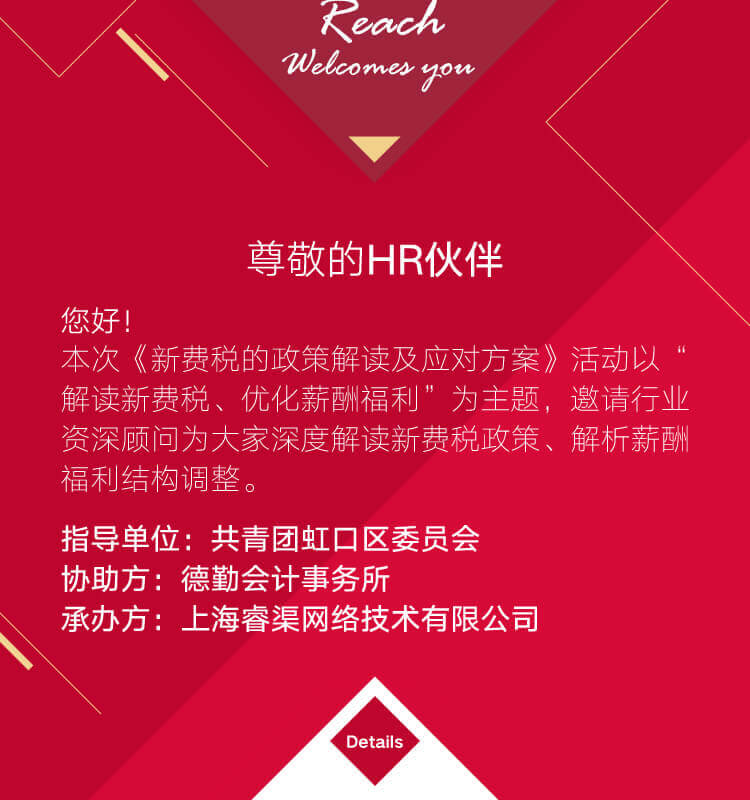 Reach
Welcomes you
尊敬的HR伙伴
您好！
本次《新费税的政策解读及应对方案》活动以“
解读新费税、优化薪酬福利”为主题，邀请行业
资深顾问为大家深度解读新费税政策、解析薪酬
福利结构调整。
指导单位：共青团虹口区委员会
协助方：德勤会计事务所
承办方：上海睿渠网络技术有限公司
Details